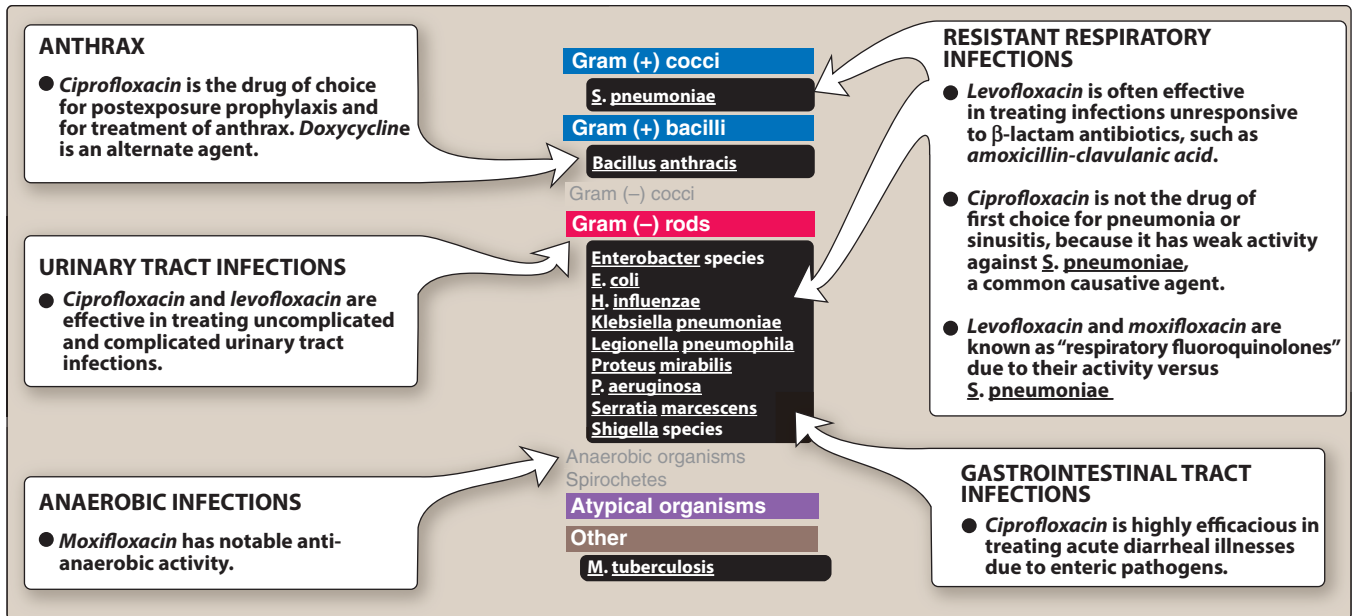 ANTHRAX
● Ciprofloxacin is the drug of choice
for postexposure prophylaxis and
for treatment of anthrax. Doxycycline
is an alternate agent.
URINARY TRACT INFECTIONS
● Ciprofloxacin and levofloxacin are
effective in treating uncomplicated
and complicated urinary tract
infections.
ANAEROBIC INFECTIONS
● Moxifloxacin has notable anti-
anaerobic activity.
Gram (+) cocci
S. pneumoniae
Gram (+) bacilli
Bacillus anthracis
Gram (–) cocci
Gram (–) rods
Enterobacter species
E. coli
H. influenzae
Klebsiella pneumoniae
Legionella pneumophila
Proteus mirabilis
P. aeruginosa
Serratia marcescens
Shigella species
Anaerobic organisms
Spirochetes
Atypical organisms
Other
M. tuberculosis
RESISTANT RESPIRATORY
INFECTIONS
● Levofloxacin is often effective
in treating infections unresponsive
to β-lactam antibiotics, such as
amoxicillin-clavulanic acid.
● Ciprofloxacin is not the drug of
first choice for pneumonia or
sinusitis, because it has weak activity
against S. pneumoniae,
a common causative agent.
● Levofloxacin and moxifloxacin are
known as “respiratory fluoroquinolones”
due to their activity versus
S. pneumoniae
GASTROINTESTINAL TRACT
INFECTIONS
● Ciprofloxacin is highly efficacious in
treating acute diarrheal illnesses
due to enteric pathogens.